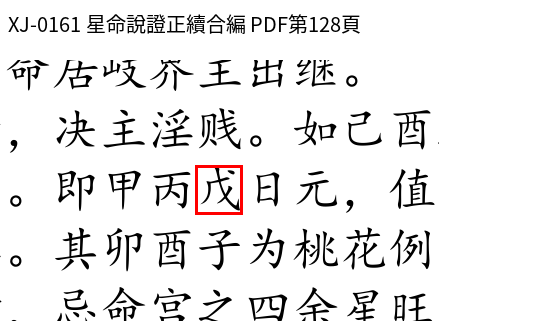 XJ-0161 星命說證正續合編 PDF第128頁
命居岐界主出继。
，决主淫贱。如己酉
。即甲丙戊日元，值
。其卯酉子为桃花例
忌命宫之四余星旺